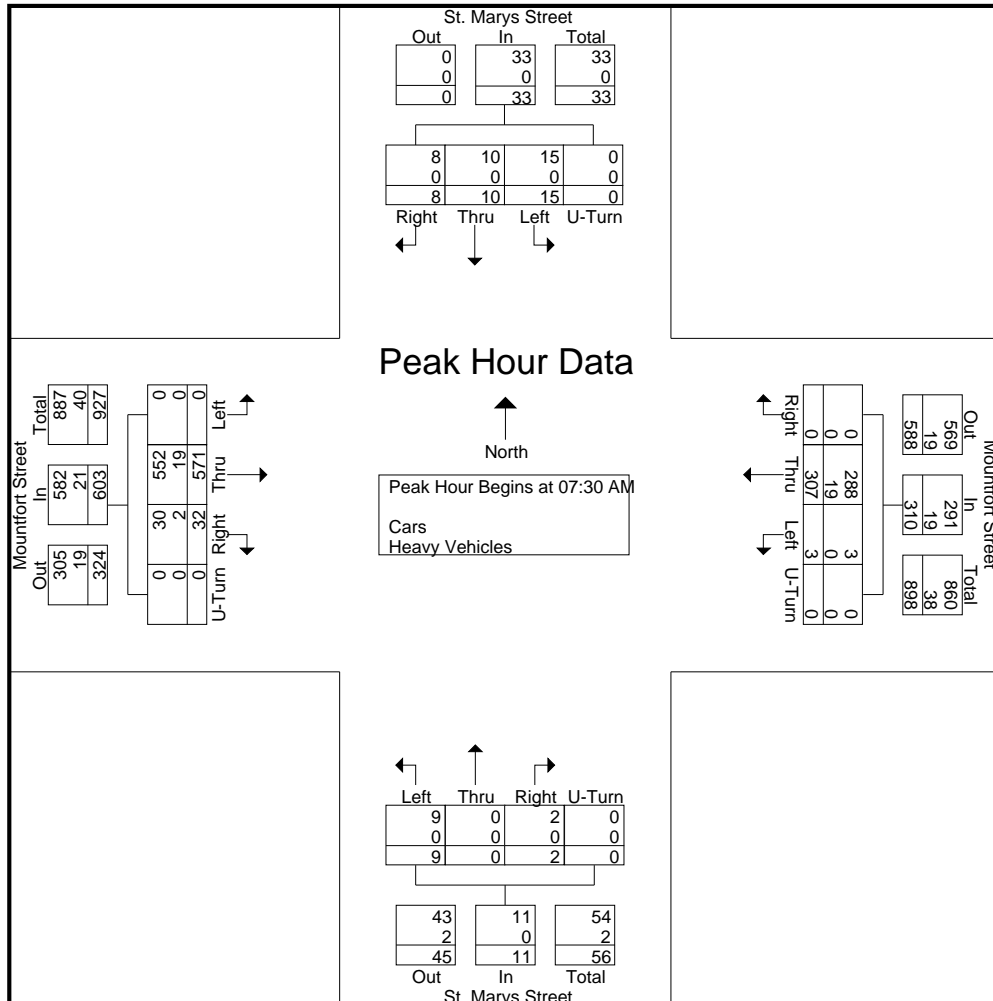 St. Marys Street
Out In Total
0 33 33
0 0 0
0 33 33
8 10 15 0
0 0 0 0
8 10 15 0
Right Thru Left U-Turn
Peak Hour Data
North
Peak Hour Begins at 07:30 AM
Cars
Heavy Vehicles
Mountfort Street
Total In Out
887 582 305
40 21 19
927 603 324
0 552 30 0
0 19 2 0
0 571 32 0
Left Thru Right U-Turn
Mountfort Street
Out In Total
569 291 860
19 19 38
588 310 898
0 288 3 0
0 19 0 0
0 307 3 0
Right Thru Left U-Turn
Left Thru Right U-Turn
9 0 2 0
0 0 0 0
9 0 2 0
43 11 54
2 0 2
45 11 56
Out In Total
St. Marys Street